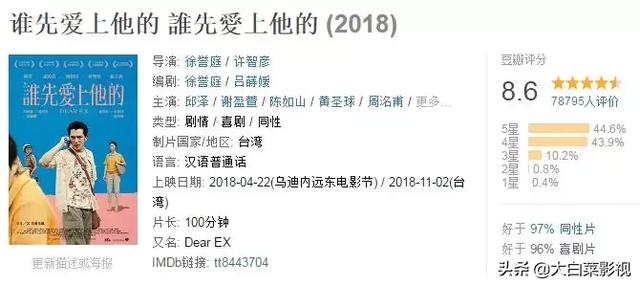 谁先爱上他的 誰先愛上他的 (2018)
誰先愛上他的
DEAR EX
更新描述或海报
导演: 徐誉庭 / 许智彦
编剧: 徐誉庭 / 吕蒔媛
主演: 邱泽 / 谢盈萱 / 陈如山 / 黄圣球 / 周洺甫 / 更多...
类型: 剧情 / 喜剧 / 同性
制片国家/地区: 台湾
语言: 汉语普通话
上映日期: 2018-04-22(乌迪内远东电影节) / 2018-11-02(台
湾)
片长: 100分钟
又名: Dear EX
IMDb链接: tt8443704
豆瓣评分
8.6
78795人评价
5星 44.6%
4星 43.9%
3星 10.2%
2星 0.8%
1星 0.4%
好于 97% 同性片
好于 96% 喜剧片
头条 @大白菜影视